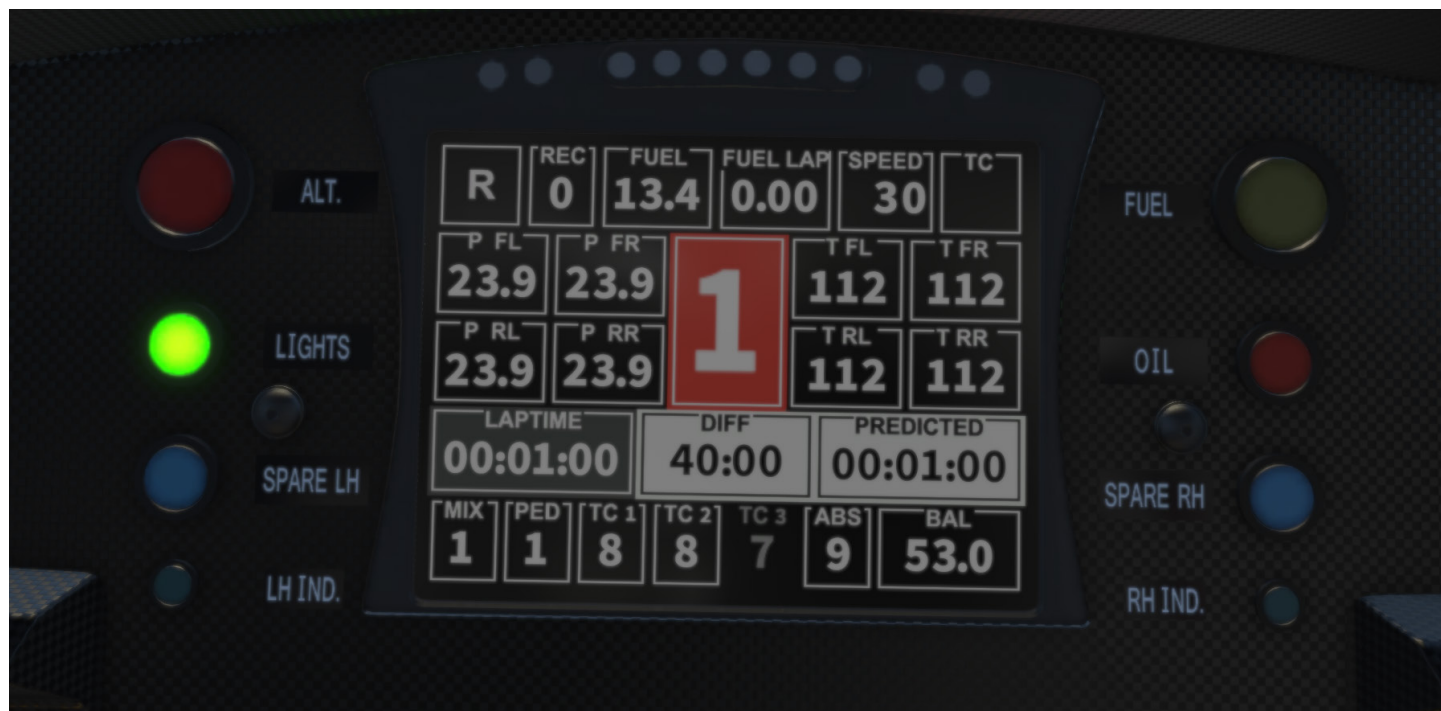 REC FUEL FUEL LAP SPEED TC
R 0 13.4 0.00 30
ALT. FUEL
P FL P FR T FL T FR
23.9 23.9 1 112 112
P RL P RR T RL T RR
LIGHTS OIL
23.9 23.9 112 112
LAPTIME DIFF PREDICTED
00:01:00 40:00 00:01:00
SPARE LH SPARE RH
MIX PED TC 1 TC 2 TC 3 ABS BAL
1 1 8 8 7 9 53.0
LH IND. RH IND.